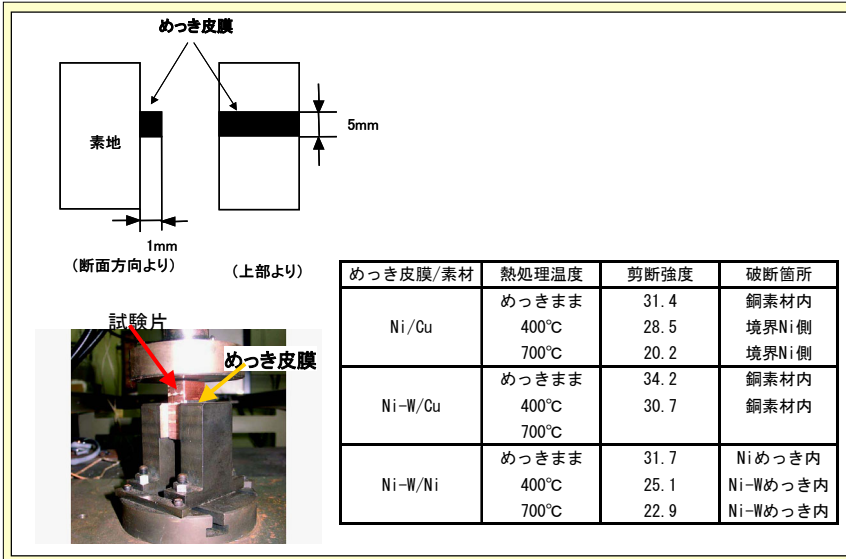 めっき皮膜
素地
5mm
1mm
(断面方向より)
(上部より)
試験片
めっき皮膜
めっき皮膜/素材 熱処理温度 剪断強度 破断箇所
Ni/Cu
めっきまま 31.4 銅素材内
400℃ 28.5 境界Ni側
700℃ 20.2 境界Ni側
Ni-W/Cu
めっきまま 34.2 銅素材内
400℃ 30.7 銅素材内
700℃
Ni-W/Ni
めっきまま 31.7 Niめっき内
400℃ 25.1 Ni-Wめっき内
700℃ 22.9 Ni-Wめっき内